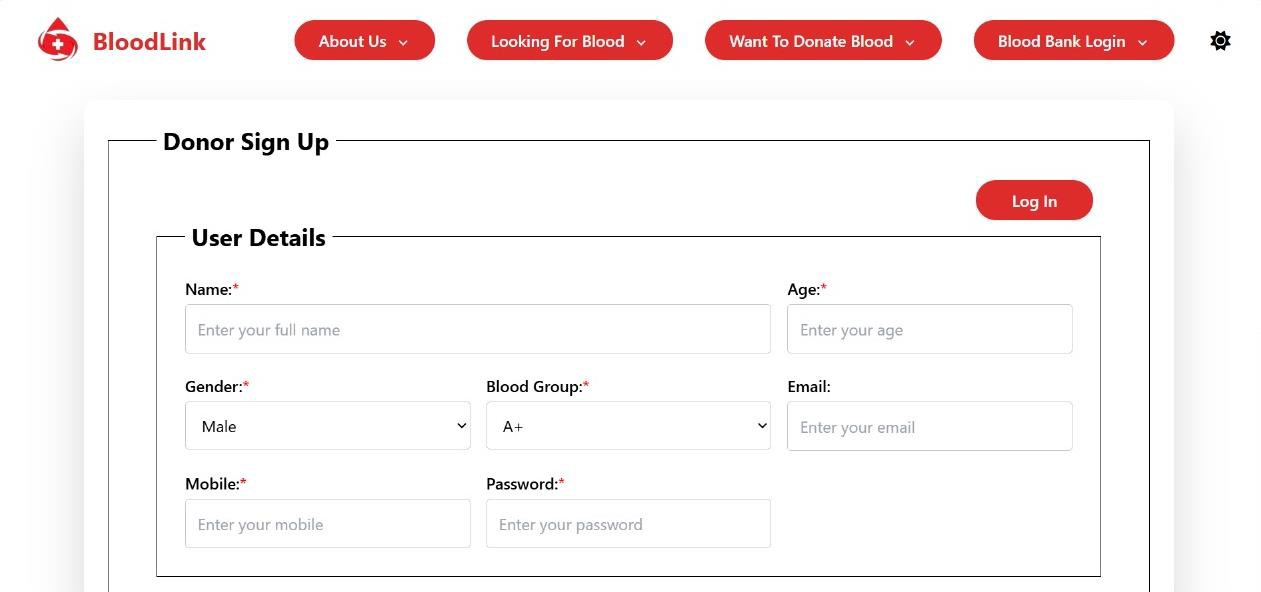 BloodLink About Us Looking For Blood Want To Donate Blood Blood Bank Login
Donor Sign Up
Log In
User Details
Name:* Age:*
Enter your full name Enter your age
Gender:* Blood Group:* Email:
Male A+ Enter your email
Mobile:* Password:*
Enter your mobile Enter your password